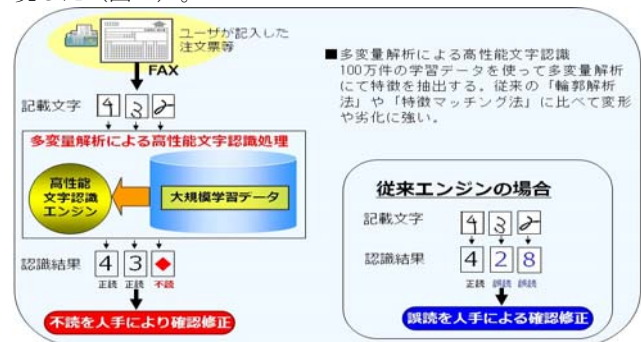 ユーザが記入した
注文票等
FAX
記載文字 4 3 2
多変量解析による高性能文字認識処理
高性能
文字認識
エンジン
大規模学習データ
認識結果 4 3 ◆
正読 正読 不読
不読を人手により確認修正
■多変量解析による高性能文字認識
100万件の学習データを使って多変量解析
にて特徴を抽出する。従来の「輪郭解析
法」や「特徴マッチング法」に比べて変形
や劣化に強い。
従来エンジンの場合
記載文字 4 3 2
認識結果 4 2 8
正読 誤読 誤読
誤読を人手による確認修正